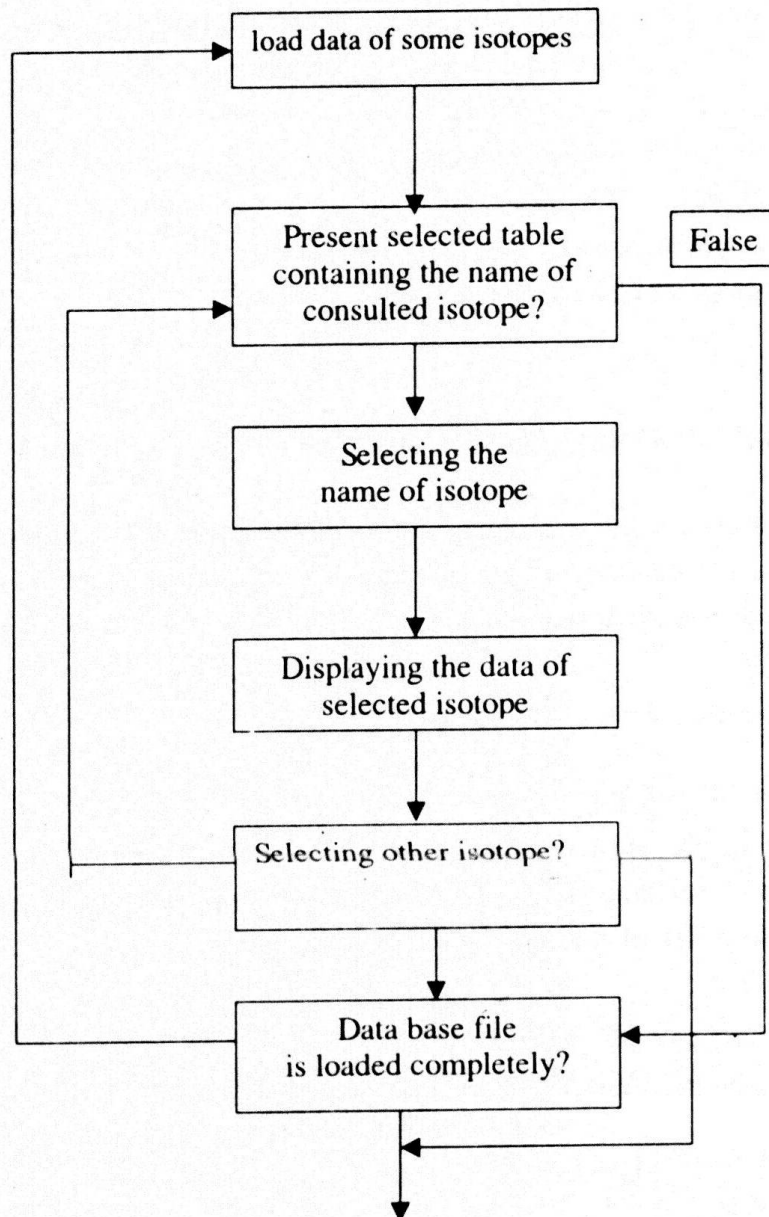 load data of some isotopes
Present selected table
containing the name of
consulted isotope?
False
Selecting the
name of isotope
Displaying the data of
selected isotope
Selecting other isotope?
Data base file
is loaded completely?